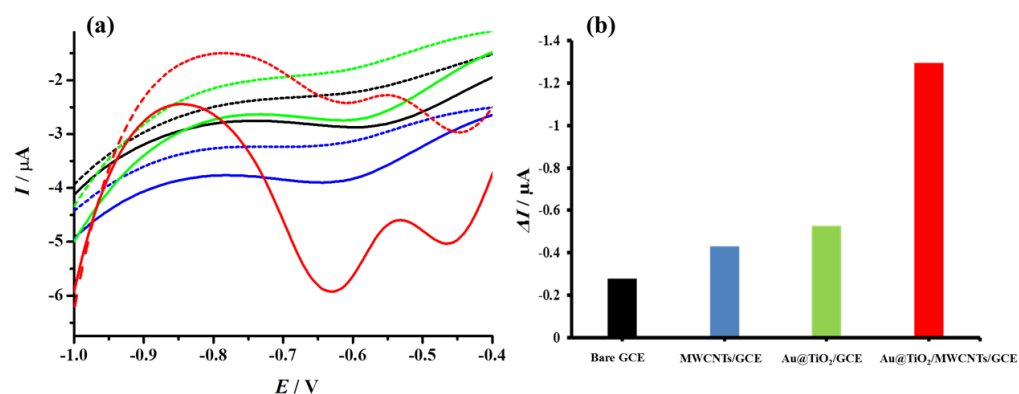 (a)
I / µA
-2
-3
-4
-5
-6
-1.0 -0.9 -0.8 -0.7 -0.6 -0.5 -0.4
E / V
(b)
ΔI / µA
-1.4
-1.2
-1
-0.8
-0.6
-0.4
-0.2
0
Bare GCE MWCNTs/GCE Au@TiO₂/GCE Au@TiO₂/MWCNTs/GCE